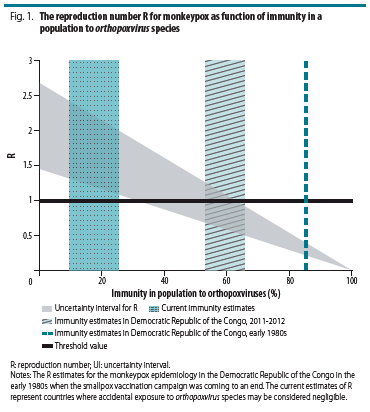 Fig. 1. The reproduction number R for monkeypox as function of immunity in a
population to orthopoxvirus species
3
2.5
2
1.5
1
0.5
R
0
20
40
60
80
100
Immunity in population to orthopoxviruses (%)
Uncertainty Interval for R
Current immunity estimates
Immunity estimates in Democratic Republic of the Congo, 2011-2012
Immunity estimates in Democratic Republic of the Congo, early 1980s
Threshold value
R: reproduction number; UI: uncertainty interval.
Notes: The R estimates for the monkeypox epidemiology in the Democratic Republic of the Congo in the
early 1980s when the smallpox vaccination campaign was coming to an end. The current estimates of R
represent countries where accidental exposure to orthopoxvirus species may be considered negligible.